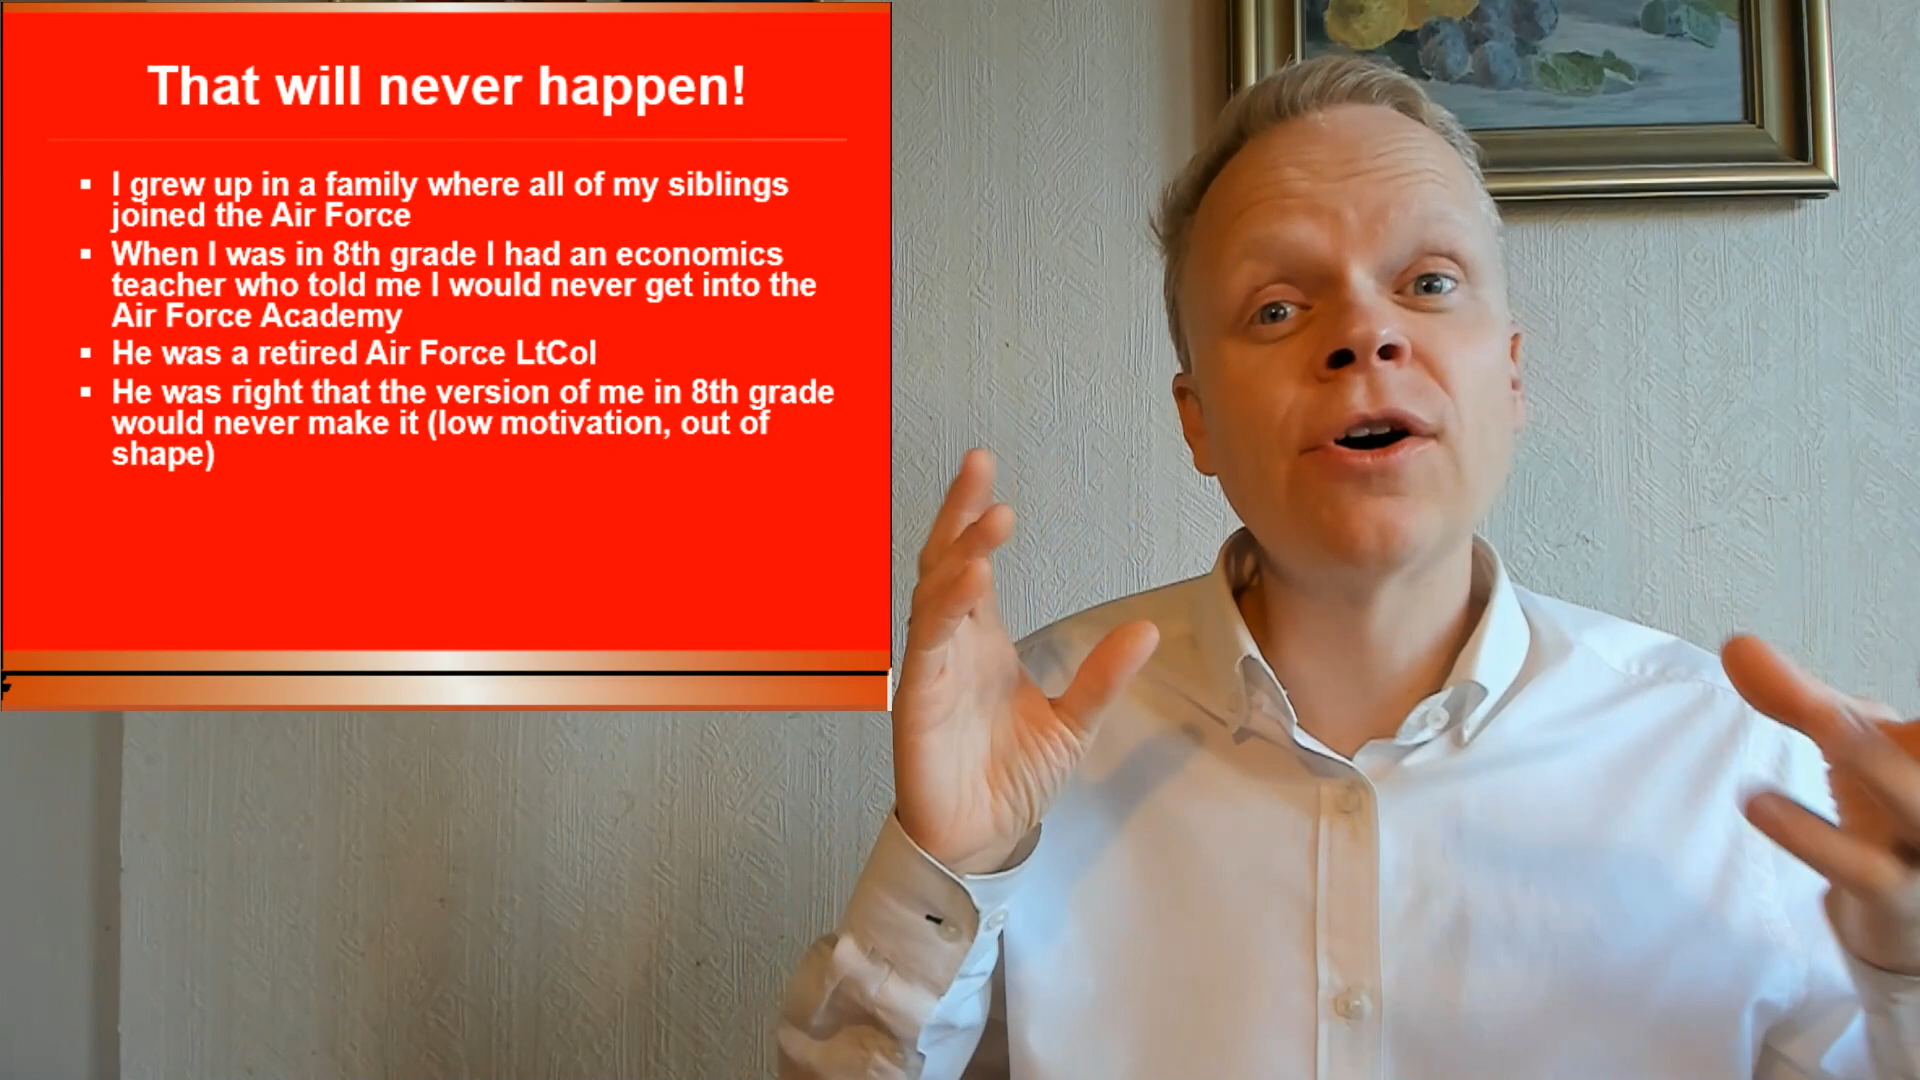 That will never happen!
▪ I grew up in a family where all of my siblings
joined the Air Force
▪ When I was in 8th grade I had an economics
teacher who told me I would never get into the
Air Force Academy
▪ He was a retired Air Force LtCol
▪ He was right that the version of me in 8th grade
would never make it (low motivation, out of
shape)